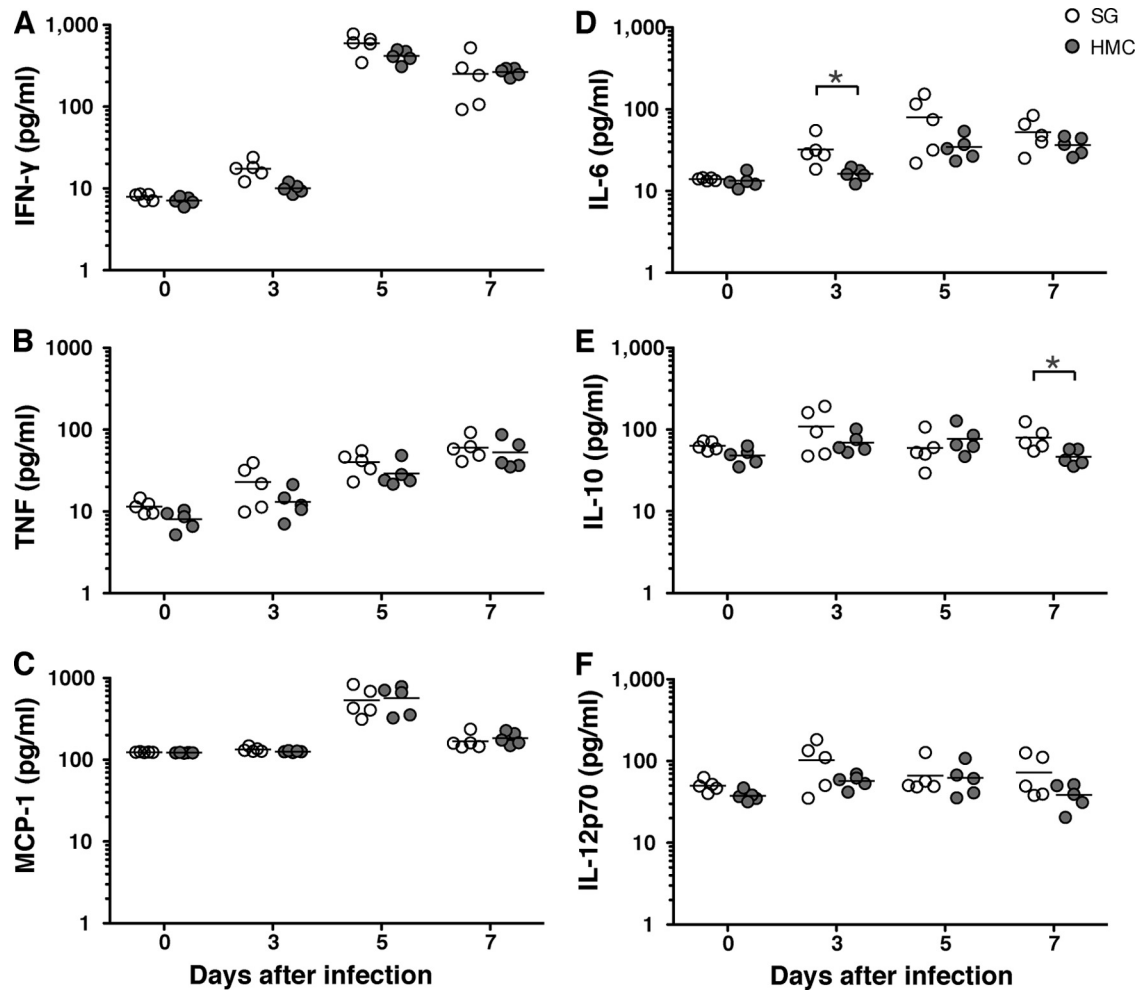 A
IFN-γ (pg/ml)
1,000
100
10
1
0 3 5 7
D
IL-6 (pg/ml)
1,000
100
10
1
*
0 3 5 7
SG
HMC
B
TNF (pg/ml)
1000
100
10
1
0 3 5 7
E
IL-10 (pg/ml)
1,000
100
10
1
*
0 3 5 7
C
MCP-1 (pg/ml)
1000
100
10
1
0 3 5 7
Days after infection
F
IL-12p70 (pg/ml)
1,000
100
10
1
0 3 5 7
Days after infection